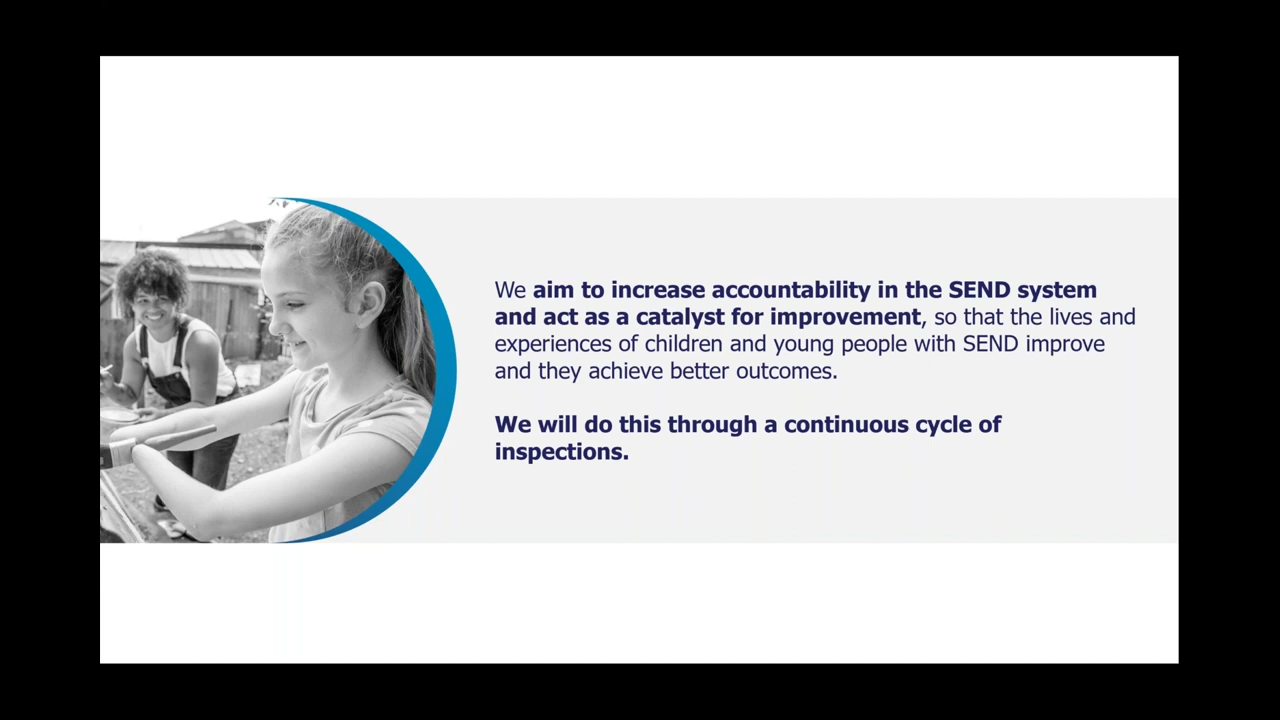 We aim to increase accountability in the SEND system
and act as a catalyst for improvement, so that the lives and
experiences of children and young people with SEND improve
and they achieve better outcomes.
We will do this through a continuous cycle of
inspections.